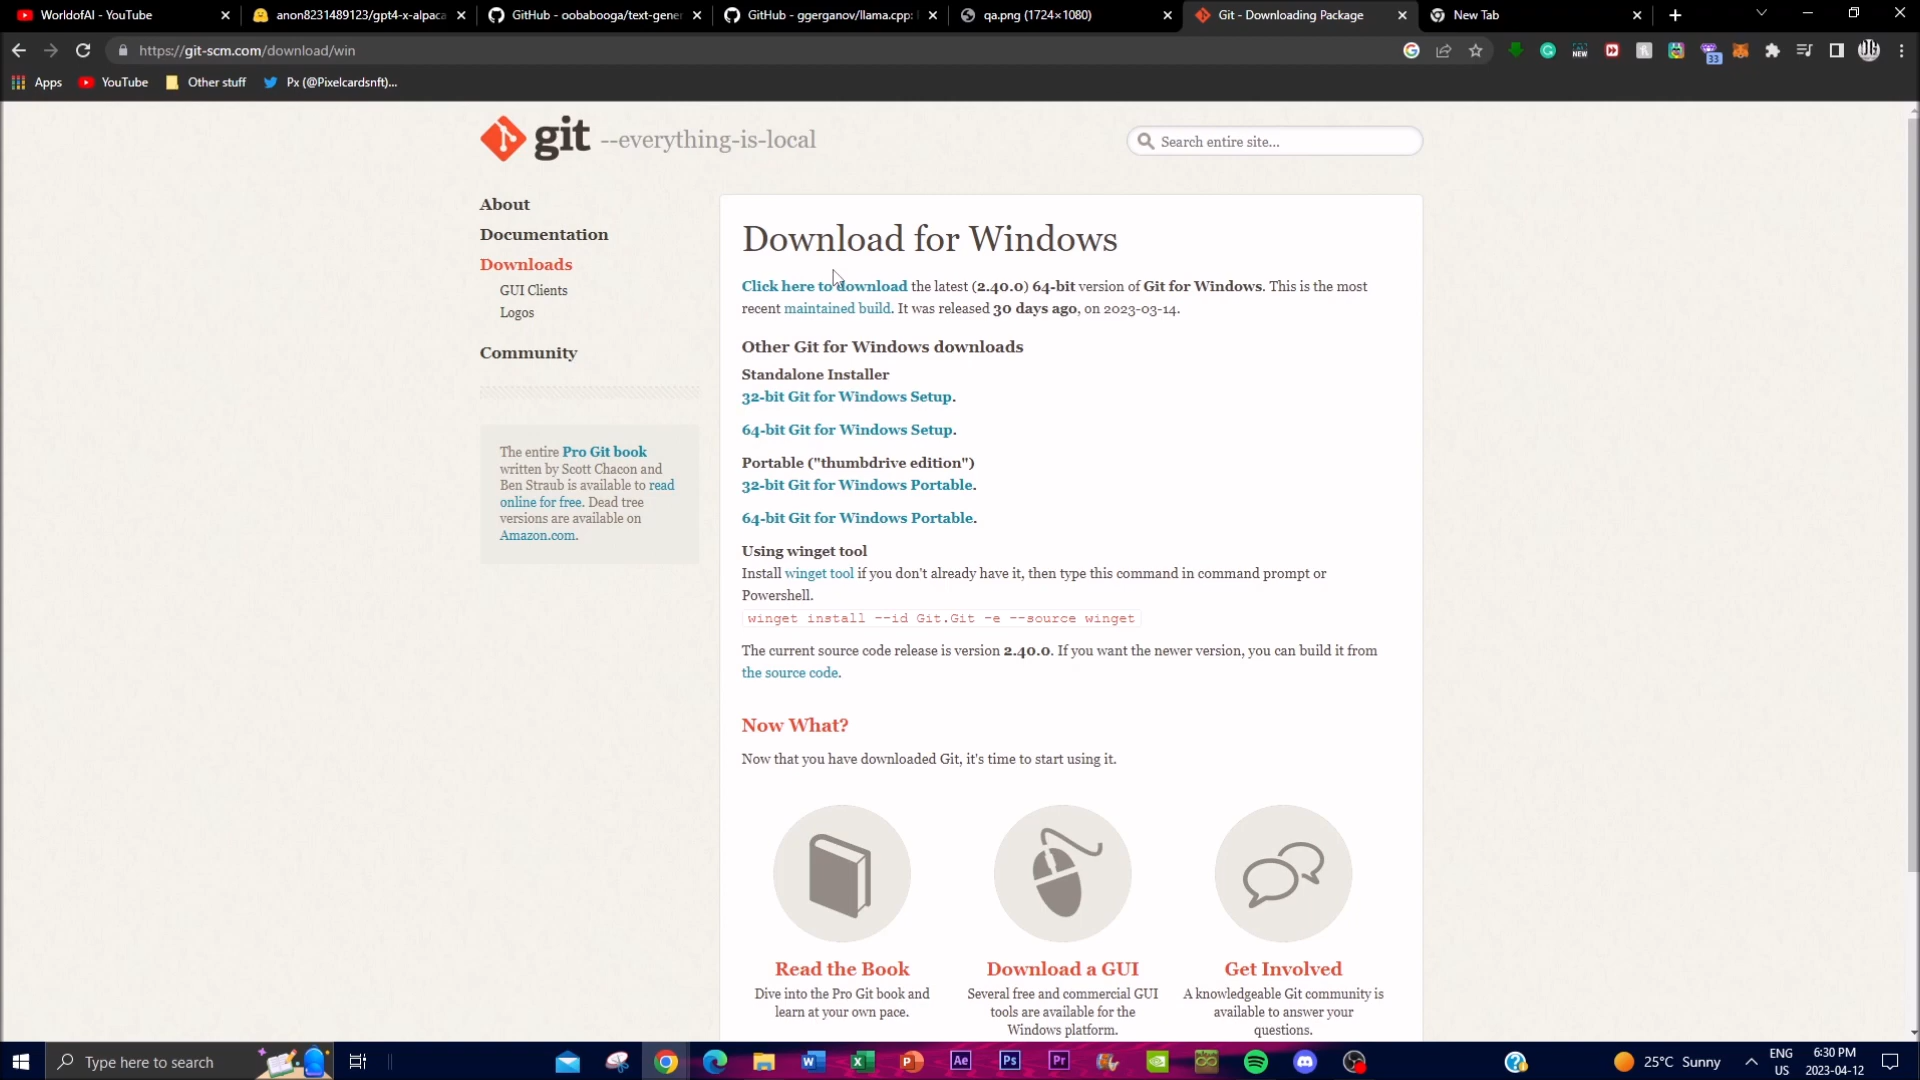 WorldofAI - YouTube
anon8231489123/gpt4-x-alpaca
GitHub - oobabooga/text-gener
GitHub - ggerganov/llama.cpp:
qa.png (1724×1080)
Git - Downloading Package
New Tab
https://git-scm.com/download/win
NEW
33
Apps
YouTube
Other stuff
Px (@Pixelcardsnft)...
git --everything-is-local
Search entire site...
About
Documentation
Downloads
GUI Clients
Logos
Community
The entire Pro Git book
written by Scott Chacon and
Ben Straub is available to read
online for free. Dead tree
versions are available on
Amazon.com.
Download for Windows
Click here to download the latest (2.40.0) 64-bit version of Git for Windows. This is the most
recent maintained build. It was released 30 days ago, on 2023-03-14.
Other Git for Windows downloads
Standalone Installer
32-bit Git for Windows Setup.
64-bit Git for Windows Setup.
Portable ("thumbdrive edition")
32-bit Git for Windows Portable.
64-bit Git for Windows Portable.
Using winget tool
Install winget tool if you don't already have it, then type this command in command prompt or
Powershell.
winget install --id Git.Git -e --source winget
The current source code release is version 2.40.0. If you want the newer version, you can build it from
the source code.
Now What?
Now that you have downloaded Git, it's time to start using it.
Read the Book
Dive into the Pro Git book and
learn at your own pace.
Download a GUI
Several free and commercial GUI
tools are available for the
Windows platform.
Get Involved
A knowledgeable Git community is
available to answer your
questions.
Type here to search
Ae
Ps
Pr
25°C Sunny
ENG
US
6:30 PM
2023-04-12